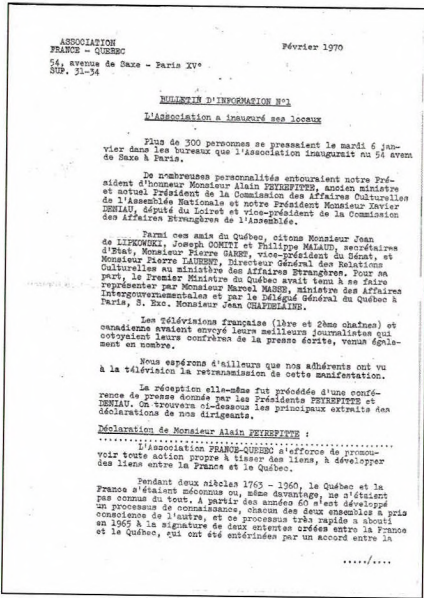 ASSOCIATION
FRANCE - QUEBEC
Février 1970
54, avenue de Saxe - Paris XV°
SUP. 31-34
BULLETIN D'INFORMATION N°1
L'Association a inauguré ses locaux
Plus de 300 personnes se pressaient le mardi 6 jan-
vier dans les bureaux que l'Association inaugurait au 54 aven
de Saxe à Paris.
De nombreuses personnalités entouraient notre Pré-
sident d'honneur Monsieur Alain PEYREFITTE, ancien ministre
et actuel Président de la Commission des Affaires Culturelles
de l'Assemblée Nationale et notre Président Monsieur Xavier
DENIAU, député du Loiret et vice-président de la Commission
des Affaires Etrangères de l'Assemblée.
Parmi ces amis du Québec, citons Monsieur Jean
de LIPKOWSKI, Joseph COMITI et Philippe MALAUD, secrétaires
d'Etat, Monsieur Pierre GARET, vice-président du Sénat, et
Monsieur Pierre LAURENT, Directeur Général des Relations
Culturelles au ministère des Affaires Etrangères. Pour sa
part, le Premier Ministre du Québec avait tenu à se faire
représenter par Monsieur Marcel MASSE, ministre des Affaires
Intergouvernementales et par le Délégué Général du Québec à
Paris, S. Exc. Monsieur Jean CHAPDELAINE.
Les Télévisions française (1ère et 2ème chaînes) et
canadienne avaient envoyé leurs meilleurs journalistes qui
cotoyaient leurs confrères de la presse écrite, venus égale-
ment en nombre.
Nous espérons d'ailleurs que nos adhérents ont vu
à la télévision la retransmission de cette manifestation.
La réception elle-même fut précédée d'une confé-
rence de presse donnée par les Présidents PEYREFITTE et
DENIAU. On trouvera ci-dessous les principaux extraits des
déclarations de nos dirigeants.
Déclaration de Monsieur Alain PEYREFITTE :
L'Association FRANCE-QUEBEC s'efforce de promou-
voir toute action propre à tisser des liens, à développer
des liens entre la France et le Québec.
Pendant deux siècles 1763 - 1960, le Québec et la
France s'étaient méconnus ou, même davantage, ne s'étaient
pas connus du tout. A partir des années 60 s'est développé
un processus de connaissance, chacun des deux ensembles a pris
conscience de l'autre, et ce processus très rapide a abouti
en 1965 à la signature de deux ententes créées entre la France
et le Québec, qui ont été entérinées par un accord entre la
...../....